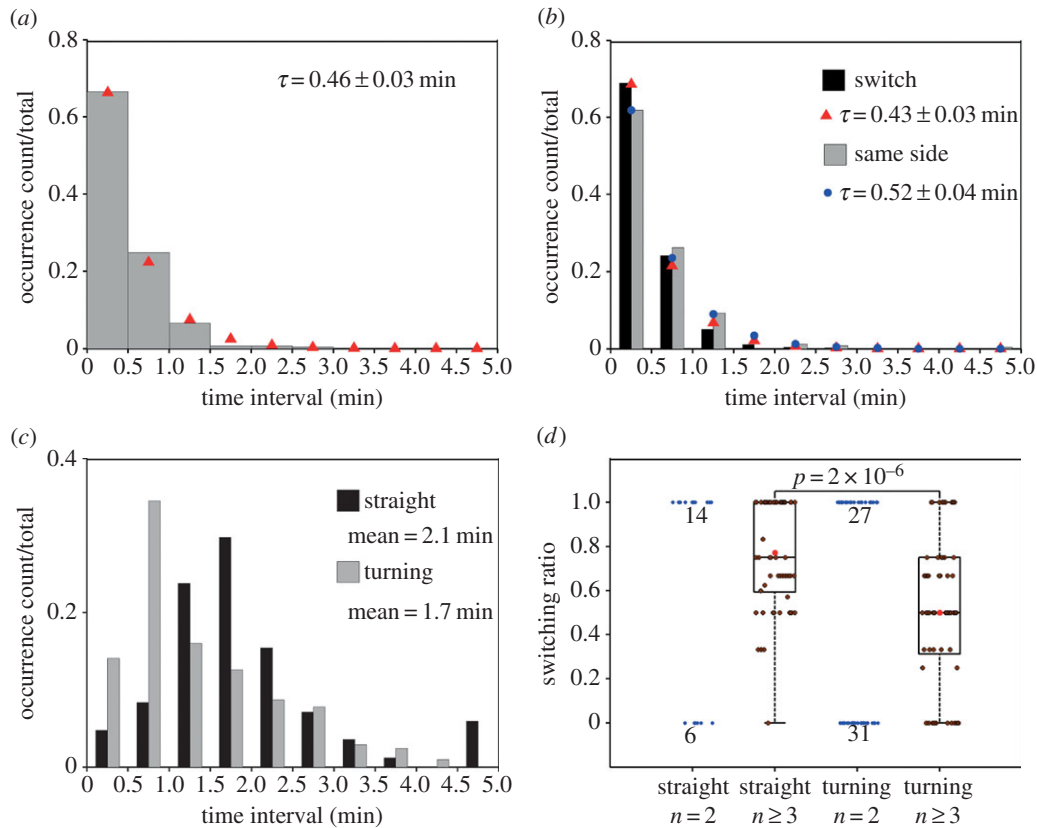 (a)
0.8
0.6
0.4
0.2
0
occurrence count/total
τ = 0.46 ± 0.03 min
0 0.5 1.0 1.5 2.0 2.5 3.0 3.5 4.0 4.5 5.0
time interval (min)
(b)
0.8
0.6
0.4
0.2
0
occurrence count/total
switch
τ = 0.43 ± 0.03 min
same side
τ = 0.52 ± 0.04 min
0 0.5 1.0 1.5 2.0 2.5 3.0 3.5 4.0 4.5 5.0
time interval (min)
(c)
0.4
0.2
0
occurrence count/total
straight
mean = 2.1 min
turning
mean = 1.7 min
0 0.5 1.0 1.5 2.0 2.5 3.0 3.5 4.0 4.5 5.0
time interval (min)
(d)
p = 2 × 10⁻⁶
1.0
0.8
0.6
0.4
0.2
0
switching ratio
14 27
6 31
straight straight turning turning
n = 2 n ≥ 3 n = 2 n ≥ 3